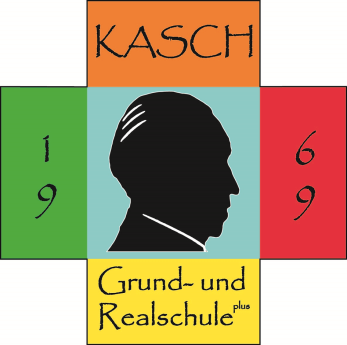 KASCH
1 6
9 9
Grund- und
Realschule plus